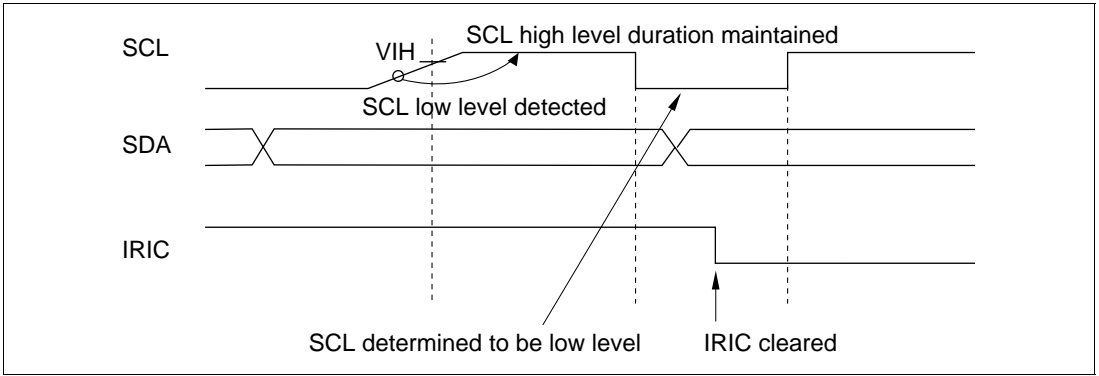 SCL high level duration maintained
SCL
VIH
SCL low level detected
SDA
IRIC
SCL determined to be low level
IRIC cleared